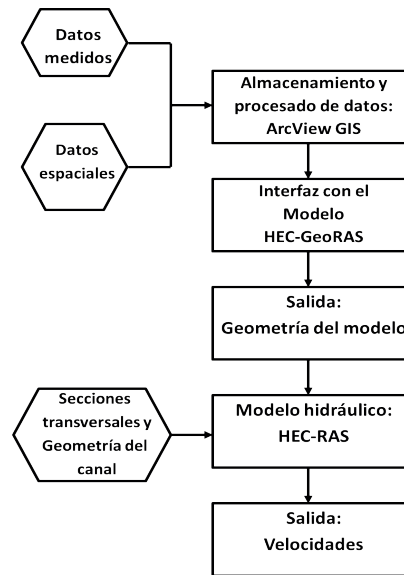 Datos
medidos
Datos
espaciales
Almacenamiento y
procesado de datos:
ArcView GIS
Interfaz con el
Modelo
HEC-GeoRAS
Salida:
Geometría del modelo
Secciones
transversales y
Geometría del
canal
Modelo hidráulico:
HEC-RAS
Salida:
Velocidades